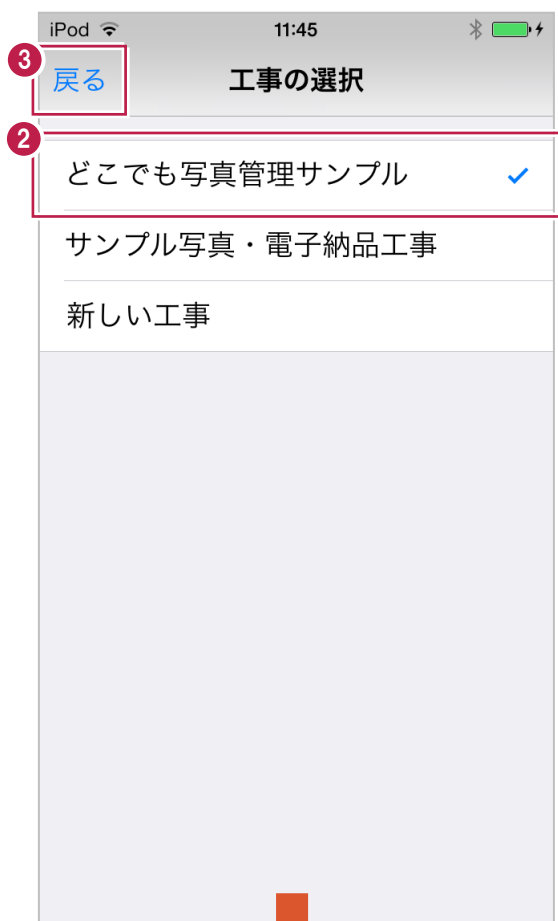 iPod 11:45
3
戻る 工事の選択
2
どこでも写真管理サンプル
サンプル写真・電子納品工事
新しい工事